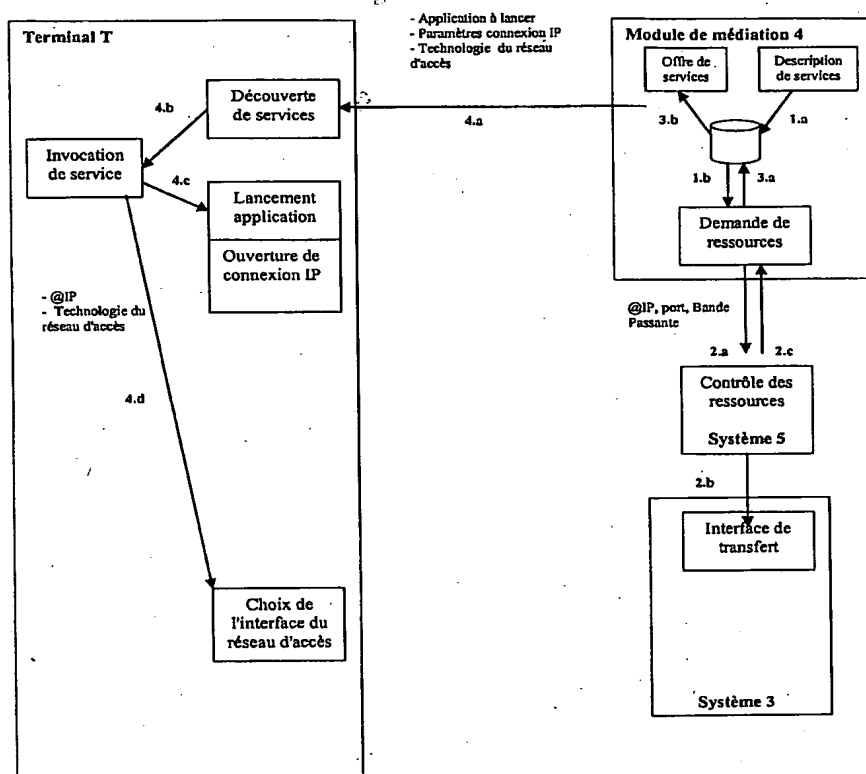 - Application à lancer
- Paramètres connexion IP
- Technologie du réseau
d'accès
Terminal T
Module de médiation 4
Offre de
services
Description
de services
Découverte
de services
4.b
4.a
3.b
1.a
Invocation
de service
4.c
Lancement
application
Ouverture de
connexion IP
1.b
3.a
Demande de
ressources
- @IP
- Technologie du
réseau d'accès
@IP, port, Bande
Passante
2.a
2.c
4.d
Contrôle des
ressources
Système 5
2.b
Interface de
transfert
Choix de
l'interface du
réseau d'accès
Système 3